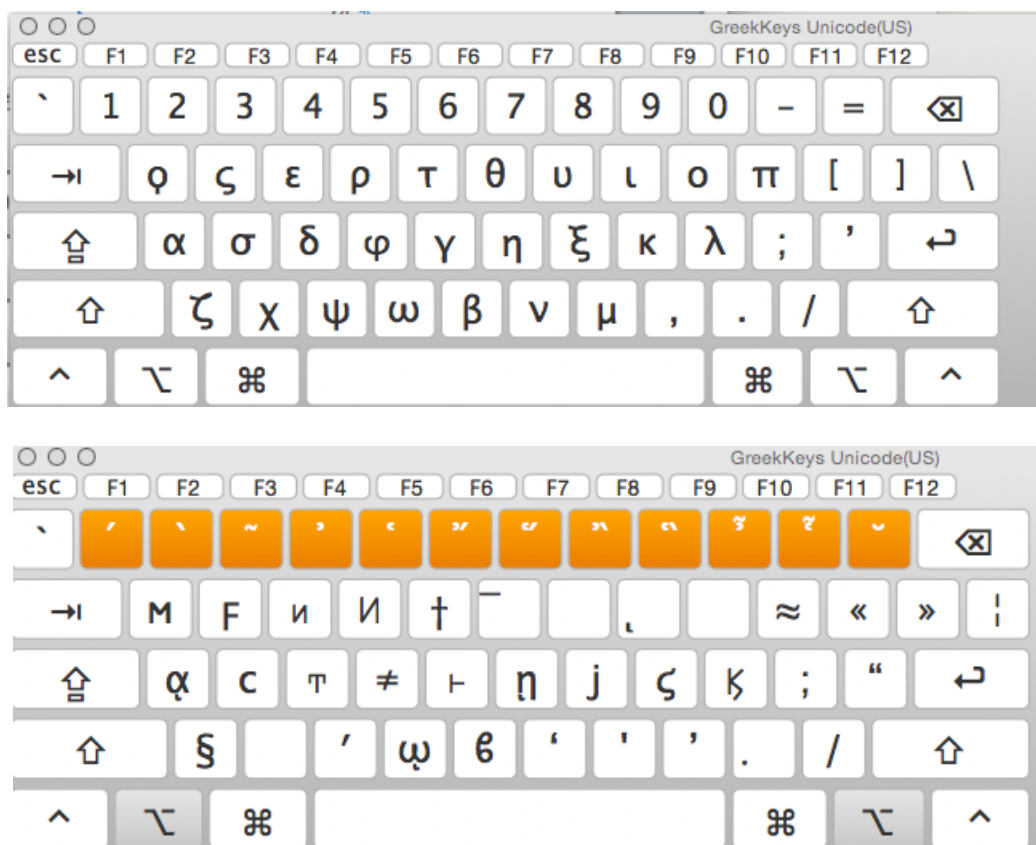 GreekKeys Unicode(US)
esc F1 F2 F3 F4 F5 F6 F7 F8 F9 F10 F11 F12
` 1 2 3 4 5 6 7 8 9 0 - = ⌫
⇥ ϙ ς ε ρ τ θ υ ι ο π [ ] \
⇪ α σ δ φ γ η ξ κ λ ; ’ ↩
⇧ ζ χ ψ ω β ν μ , . / ⇧
^ ⌥ ⌘ ⌘ ⌥ ^
GreekKeys Unicode(US)
esc F1 F2 F3 F4 F5 F6 F7 F8 F9 F10 F11 F12
` ´ ` ~ ᾿ ῾ ῎ ῞ ῍ ῝ ῏ ῟ ˘ ⌫
⇥ ϻ ϝ ͷ Ͷ † ¯ ͺ ≈ « » ¦
⇪ ᾳ ϲ ͳ ≠ ⊢ ῃ ϳ ϛ ϗ ; “ ↩
⇧ § ʹ ῳ ϐ ‘ ' ’ . / ⇧
^ ⌥ ⌘ ⌘ ⌥ ^